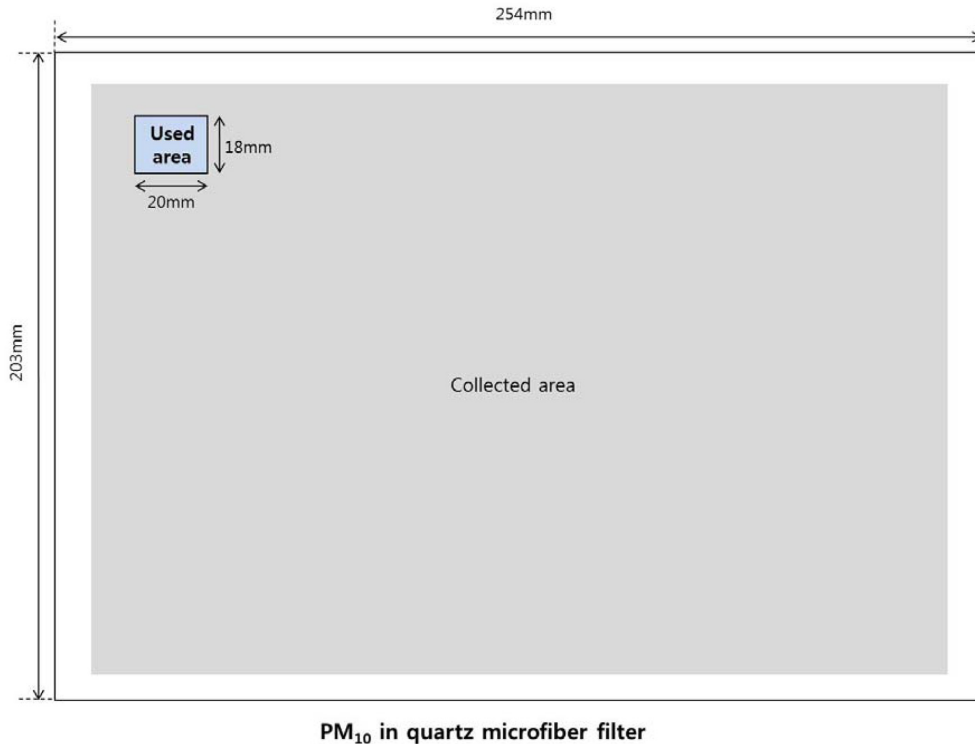 254mm
Used
area
18mm
20mm
203mm
Collected area
PM₁₀ in quartz microfiber filter